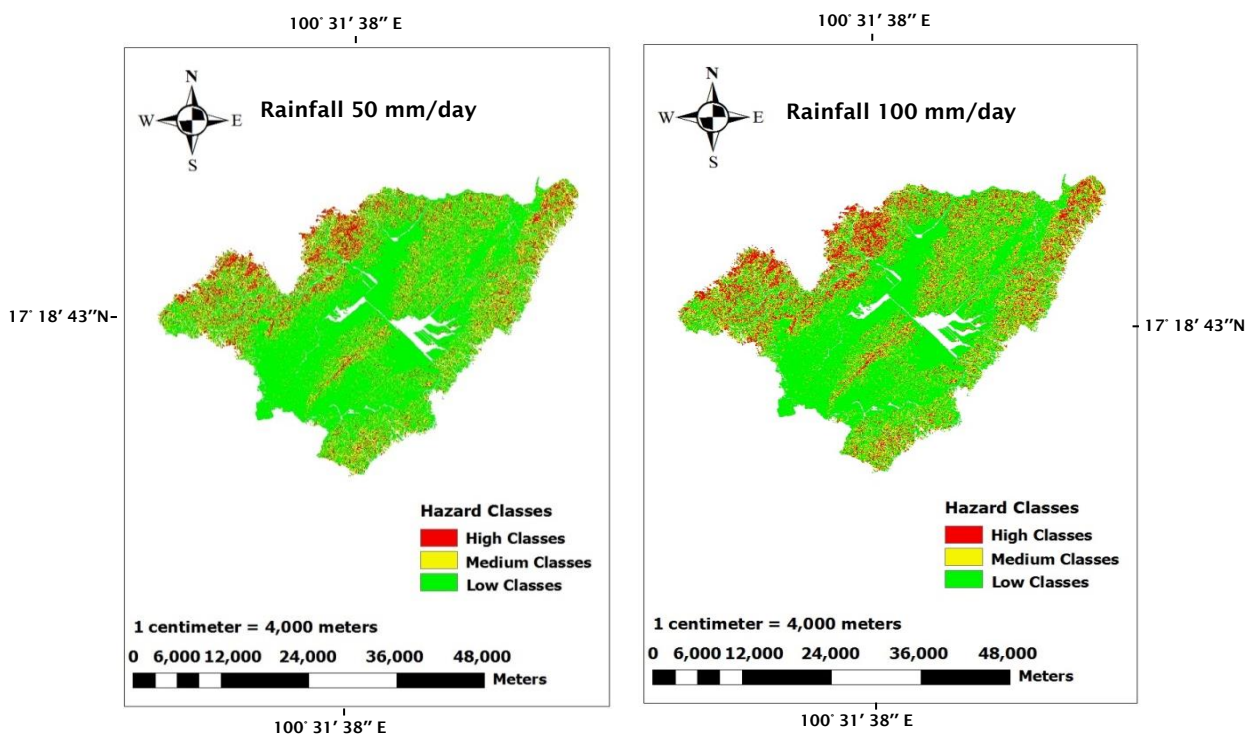 100° 31′ 38″ E
N
W E
S
Rainfall 50 mm/day
17° 18′ 43″N
Hazard Classes
High Classes
Medium Classes
Low Classes
1 centimeter = 4,000 meters
0 6,000 12,000 24,000 36,000 48,000
Meters
100° 31′ 38″ E
100° 31′ 38″ E
N
W E
S
Rainfall 100 mm/day
17° 18′ 43″N
Hazard Classes
High Classes
Medium Classes
Low Classes
1 centimeter = 4,000 meters
0 6,000 12,000 24,000 36,000 48,000
Meters
100° 31′ 38″ E